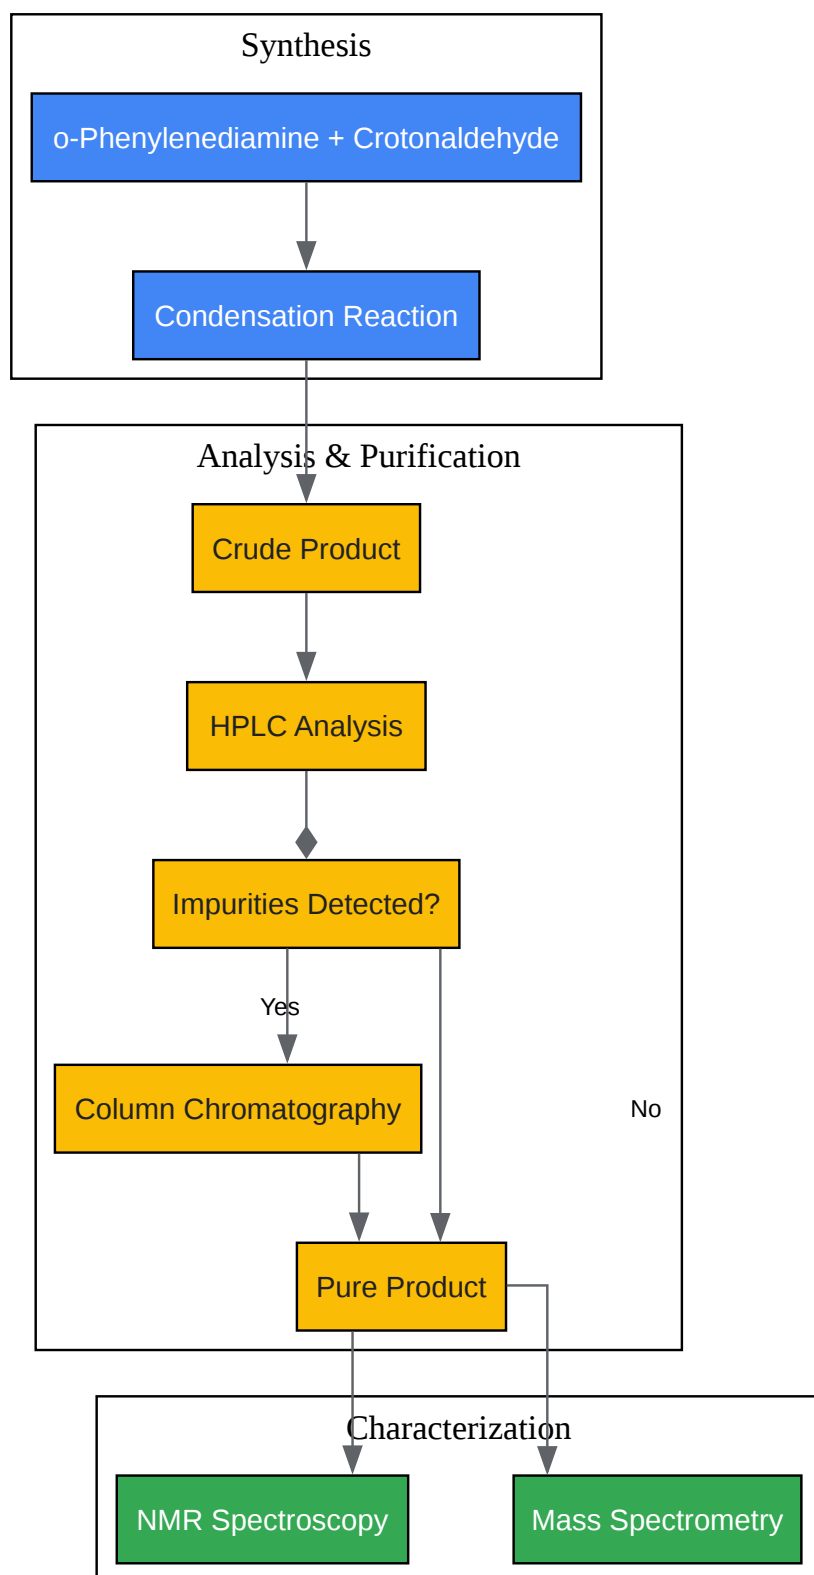 Synthesis
o-Phenylenediamine + Crotonaldehyde
Condensation Reaction
Analysis & Purification
Crude Product
HPLC Analysis
Impurities Detected?
Yes
Column Chromatography
No
Pure Product
Characterization
NMR Spectroscopy
Mass Spectrometry